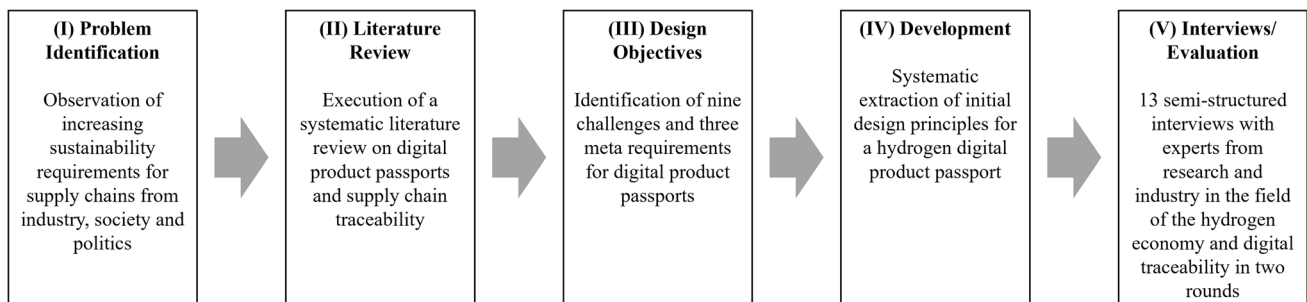 (I) Problem
Identification
Observation of
increasing
sustainability
requirements for
supply chains from
industry, society and
politics
(II) Literature
Review
Execution of a
systematic literature
review on digital
product passports
and supply chain
traceability
(III) Design
Objectives
Identification of nine
challenges and three
meta requirements
for digital product
passports
(IV) Development
Systematic
extraction of initial
design principles for
a hydrogen digital
product passport
(V) Interviews/
Evaluation
13 semi-structured
interviews with
experts from
research and
industry in the field
of the hydrogen
economy and digital
traceability in two
rounds